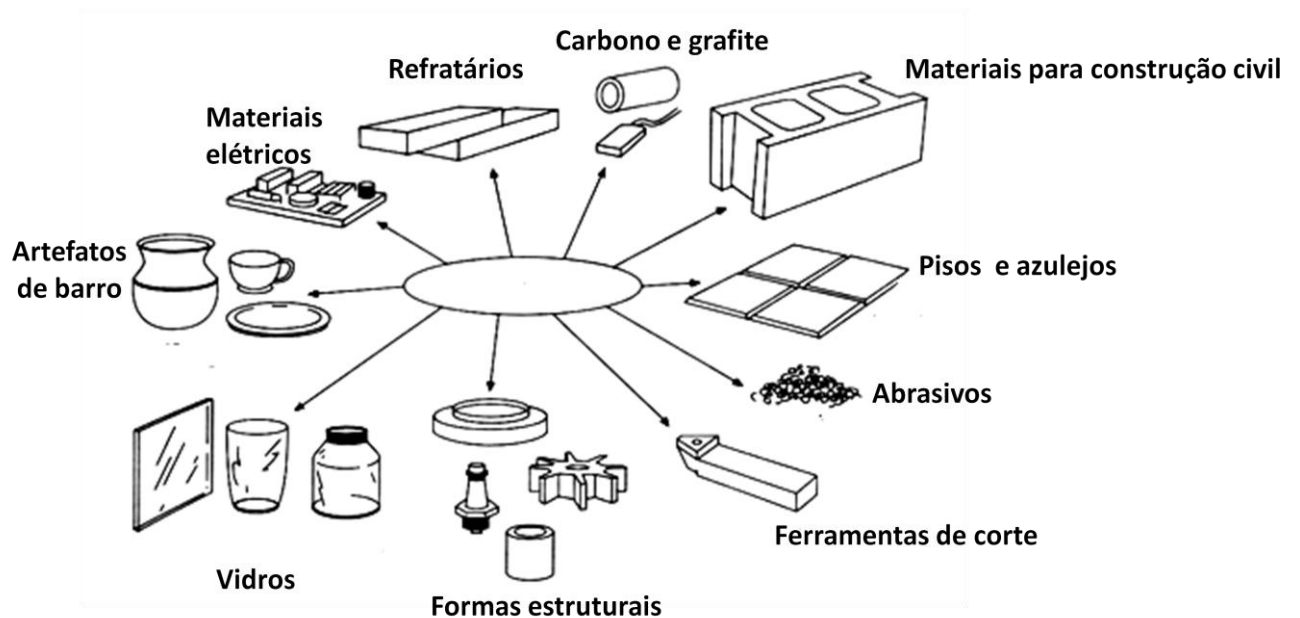 Carbono e grafite
Refratários
Materiais para construção civil
Materiais
elétricos
Artefatos
de barro
Pisos e azulejos
Abrasivos
Ferramentas de corte
Vidros
Formas estruturais